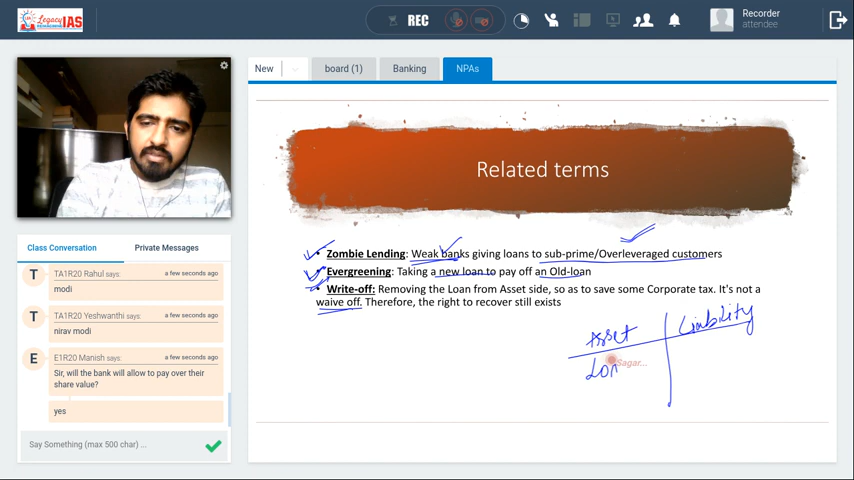 Legacy
IAS
REC
Recorder
attendee
New
board (1)
Banking
NPAs
Related terms
• Zombie Lending: Weak banks giving loans to sub-prime/Overleveraged customers
• Evergreening: Taking a new loan to pay off an Old-loan
• Write-off: Removing the Loan from Asset side, so as to save some Corporate tax. It's not a
waive off. Therefore, the right to recover still exists
Asset
Liability
Lon
Sagar...
Class Conversation
Private Messages
T
TA1R20 Rahul says:
a few seconds ago
modi
T
TA1R20 Yeshwanthi says:
a few seconds ago
nirav modi
E
E1R20 Manish says:
a few seconds ago
Sir, will the bank will allow to pay over their
share value?
yes
Say Something (max 500 char) ...